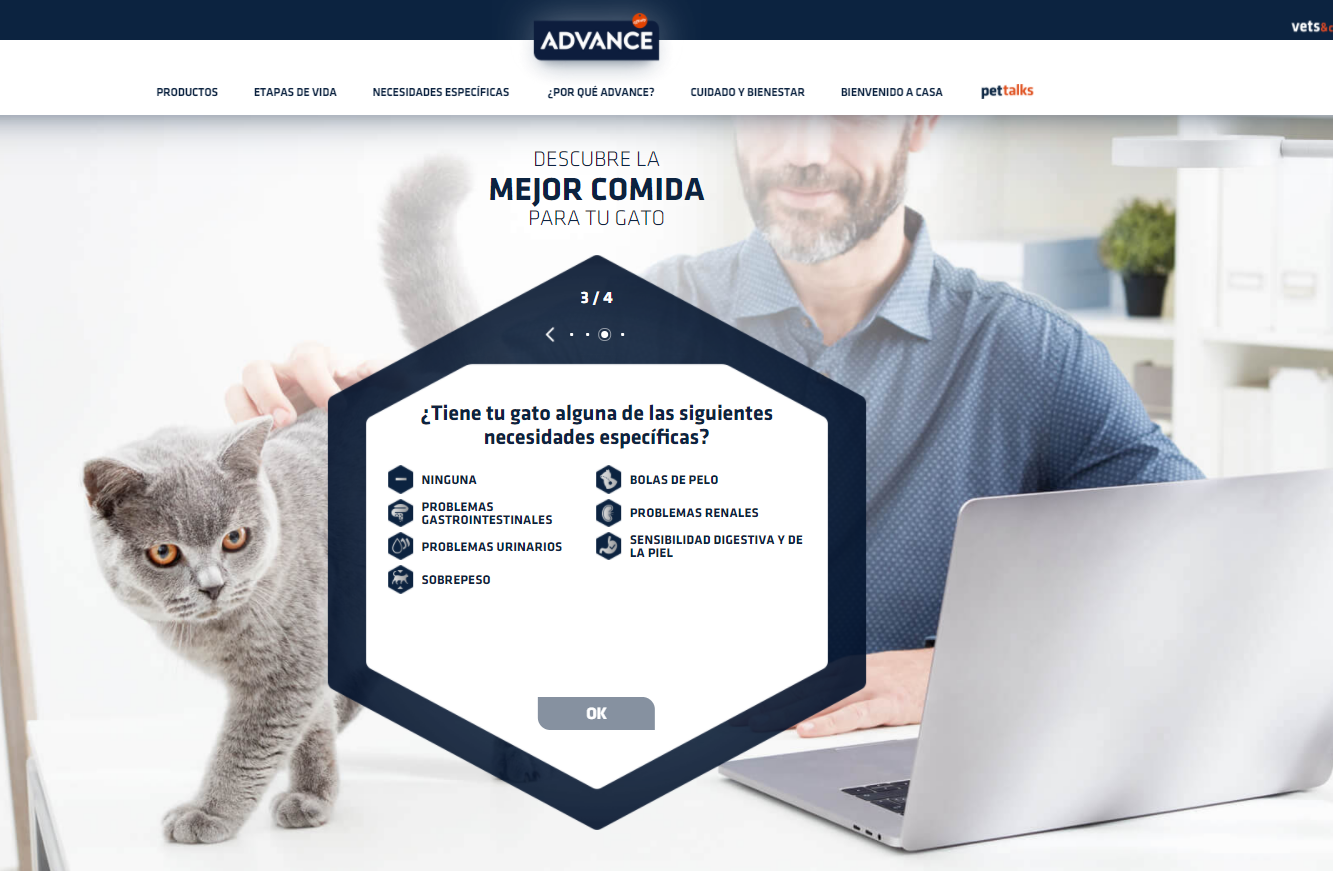 ADVANCE
vets
PRODUCTOS
ETAPAS DE VIDA
NECESIDADES ESPECÍFICAS
¿POR QUÉ ADVANCE?
CUIDADO Y BIENESTAR
BIENVENIDO A CASA
pettalks
DESCUBRE LA
MEJOR COMIDA
PARA TU GATO
3 / 4
¿Tiene tu gato alguna de las siguientes
necesidades específicas?
NINGUNA
BOLAS DE PELO
PROBLEMAS
GASTROINTESTINALES
PROBLEMAS RENALES
PROBLEMAS URINARIOS
SENSIBILIDAD DIGESTIVA Y DE
LA PIEL
SOBREPESO
OK